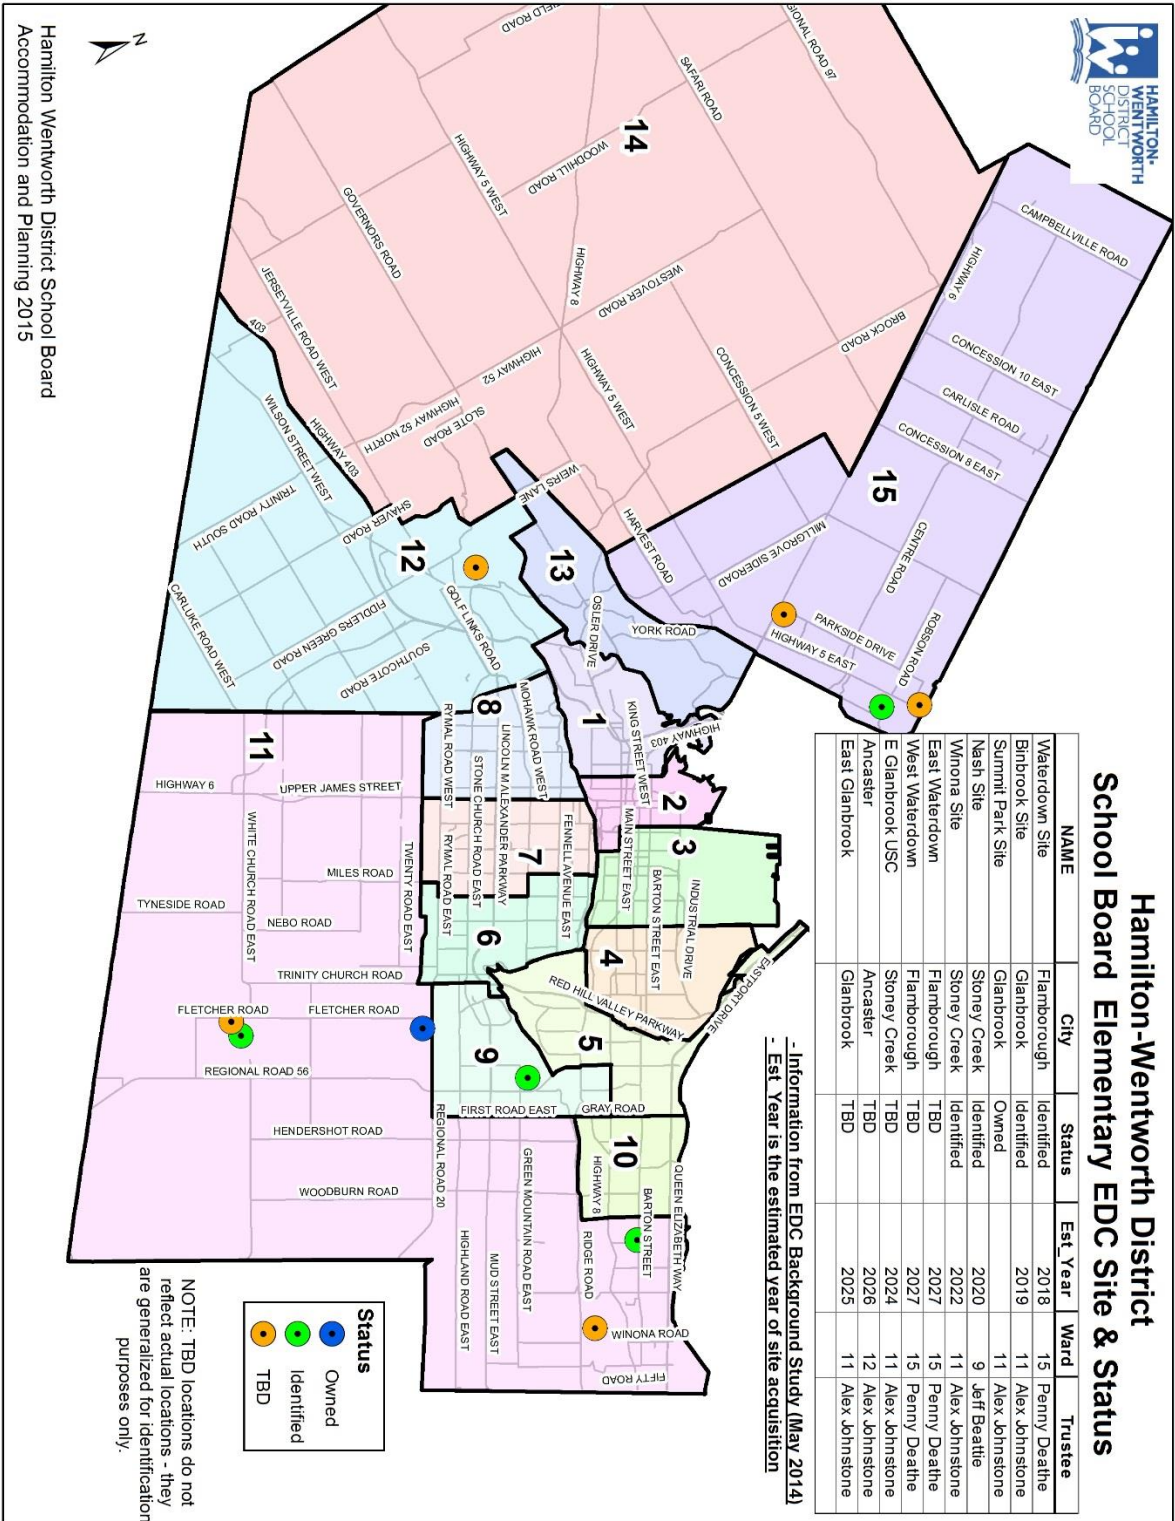 HAMILTON-
WENTWORTH
DISTRICT
SCHOOL
BOARD
Hamilton-Wentworth District
School Board Elementary EDC Site & Status
NAME City Status Est_Year Ward Trustee
Waterdown Site Flamborough Identified 2018 15 Penny Deathe
Binbrook Site Glanbrook Identified 2019 11 Alex Johnstone
Summit Park Site Glanbrook Owned 11 Alex Johnstone
Nash Site Stoney Creek Identified 2020 9 Jeff Beattie
Winona Site Stoney Creek Identified 2022 11 Alex Johnstone
East Waterdown Flamborough TBD 2027 15 Penny Deathe
West Waterdown Flamborough TBD 2027 15 Penny Deathe
E Glanbrook USC Stoney Creek TBD 2024 11 Alex Johnstone
Ancaster Ancaster TBD 2026 12 Alex Johnstone
East Glanbrook Glanbrook TBD 2025 11 Alex Johnstone
- Information from EDC Background Study (May 2014)
- Est_Year is the estimated year of site acquisition
REGIONAL ROAD 97
SAFARI ROAD
14
WOODHILL ROAD
HIGHWAY 5 WEST
GOVERNORS ROAD
HIGHWAY 8
WESTOVER ROAD
JERSEYVILLE ROAD WEST
403
BROCK ROAD
CONCESSION 5 WEST
HIGHWAY 5 WEST
HIGHWAY 52
HIGHWAY 52 NORTH
SLOTE ROAD
CAMPBELLVILLE ROAD
HIGHWAY 6
CONCESSION 10 EAST
CARLISLE ROAD
CONCESSION 8 EAST
15
CENTRE ROAD
MILLGROVE SIDEROAD
HARVEST ROAD
PARKSIDE DRIVE
ROBSON ROAD
HIGHWAY 5 EAST
YORK ROAD
WEIRS LANE
13
OSLER DRIVE
HIGHWAY 403
WILSON STREET WEST
TRINITY ROAD SOUTH
SHAVER ROAD
12
GOLF LINKS ROAD
FIDDLERS GREEN ROAD
SOUTHCOTE ROAD
CARLUKE ROAD WEST
1
KING STREET WEST
HIGHWAY 403
2
MAIN STREET EAST
3
BARTON STREET EAST
INDUSTRIAL DRIVE
4
EASTPORT DRIVE
RED HILL VALLEY PARKWAY
5
8
MOHAWK ROAD WEST
LINCOLN M ALEXANDER PARKWAY
STONE CHURCH ROAD EAST
RYMAL ROAD WEST
7
FENNELL AVENUE EAST
RYMAL ROAD EAST
6
TWENTY ROAD EAST
11
HIGHWAY 6
UPPER JAMES STREET
WHITE CHURCH ROAD EAST
MILES ROAD
TYNESIDE ROAD
NEBO ROAD
TRINITY CHURCH ROAD
FLETCHER ROAD
FLETCHER ROAD
REGIONAL ROAD 56
HENDERSHOT ROAD
WOODBURN ROAD
9
FIRST ROAD EAST
GRAY ROAD
REGIONAL ROAD 20
10
HIGHWAY 8
BARTON STREET
QUEEN ELIZABETH WAY
GREEN MOUNTAIN ROAD EAST
RIDGE ROAD
HIGHLAND ROAD EAST
MUD STREET EAST
WINONA ROAD
FIFTY ROAD
Status
Owned
Identified
TBD
NOTE: TBD locations do not
reflect actual locations - they
are generalized for identification
purposes only.
N
Hamilton Wentworth District School Board
Accommodation and Planning 2015